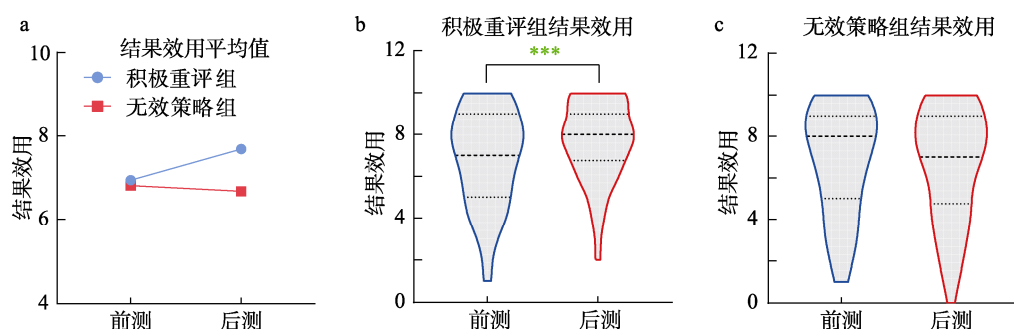 a
结果效用平均值
积极重评组
无效策略组
结果效用
10
8
6
4
前测
后测
b
积极重评组结果效用
***
结果效用
12
8
4
0
前测
后测
c
无效策略组结果效用
结果效用
12
8
4
0
前测
后测